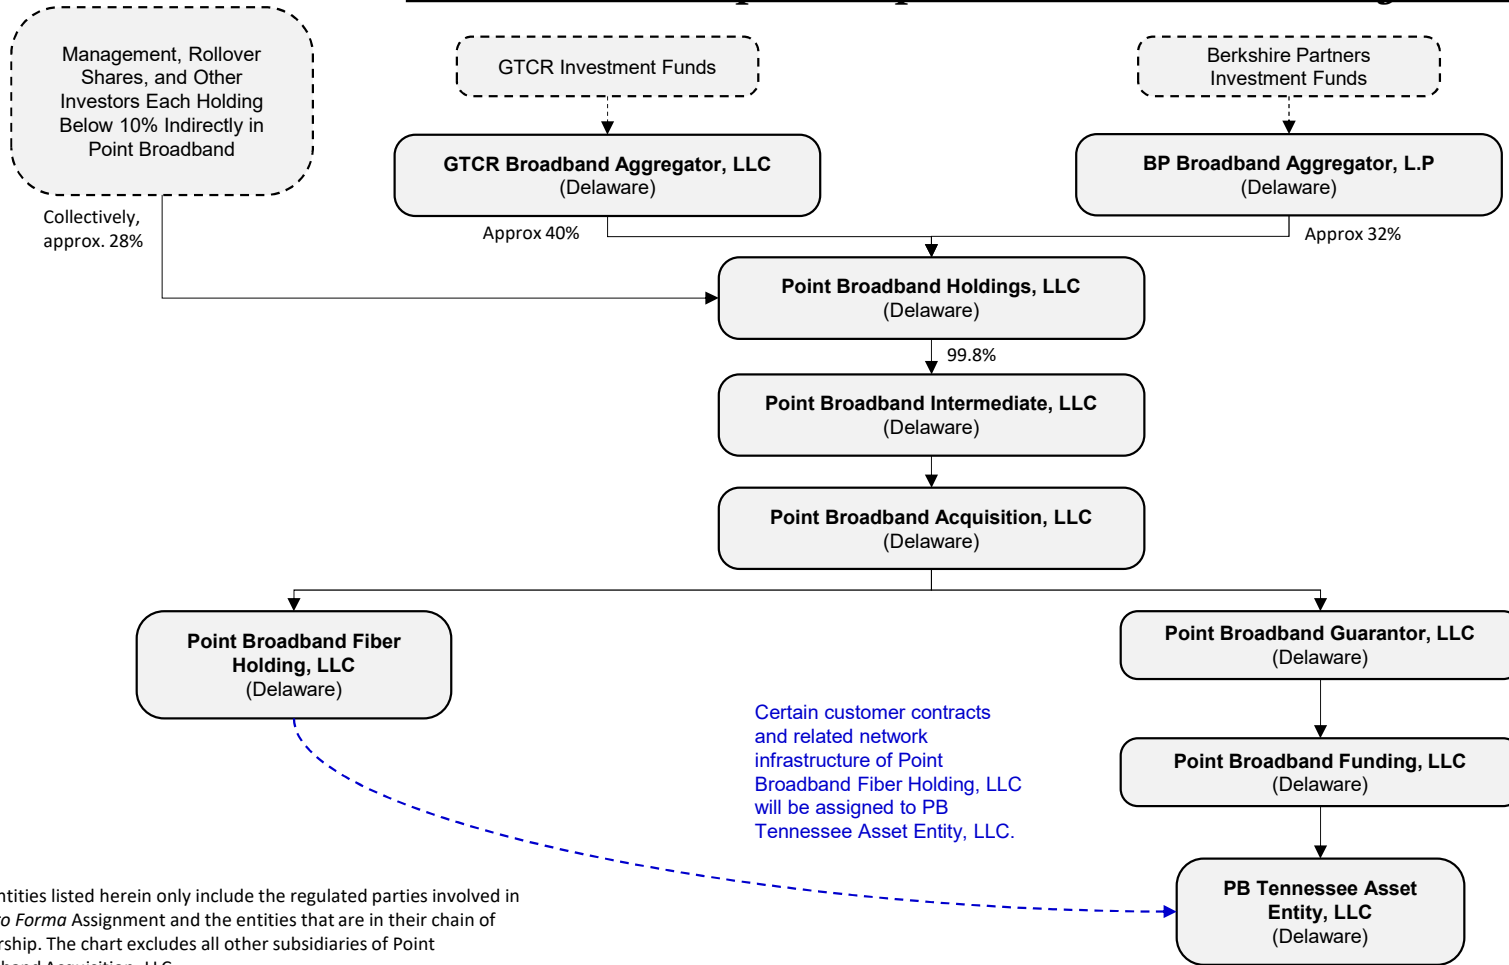 Management, Rollover
Shares, and Other
Investors Each Holding
Below 10% Indirectly in
Point Broadband
GTCR Investment Funds
Berkshire Partners
Investment Funds
GTCR Broadband Aggregator, LLC
(Delaware)
BP Broadband Aggregator, L.P
(Delaware)
Collectively,
approx. 28%
Approx 40%
Approx 32%
Point Broadband Holdings, LLC
(Delaware)
99.8%
Point Broadband Intermediate, LLC
(Delaware)
Point Broadband Acquisition, LLC
(Delaware)
Point Broadband Fiber
Holding, LLC
(Delaware)
Point Broadband Guarantor, LLC
(Delaware)
Certain customer contracts
and related network
infrastructure of Point
Broadband Fiber Holding, LLC
will be assigned to PB
Tennessee Asset Entity, LLC.
Point Broadband Funding, LLC
(Delaware)
PB Tennessee Asset
Entity, LLC
(Delaware)
ntities listed herein only include the regulated parties involved in
o Forma Assignment and the entities that are in their chain of
rship. The chart excludes all other subsidiaries of Point